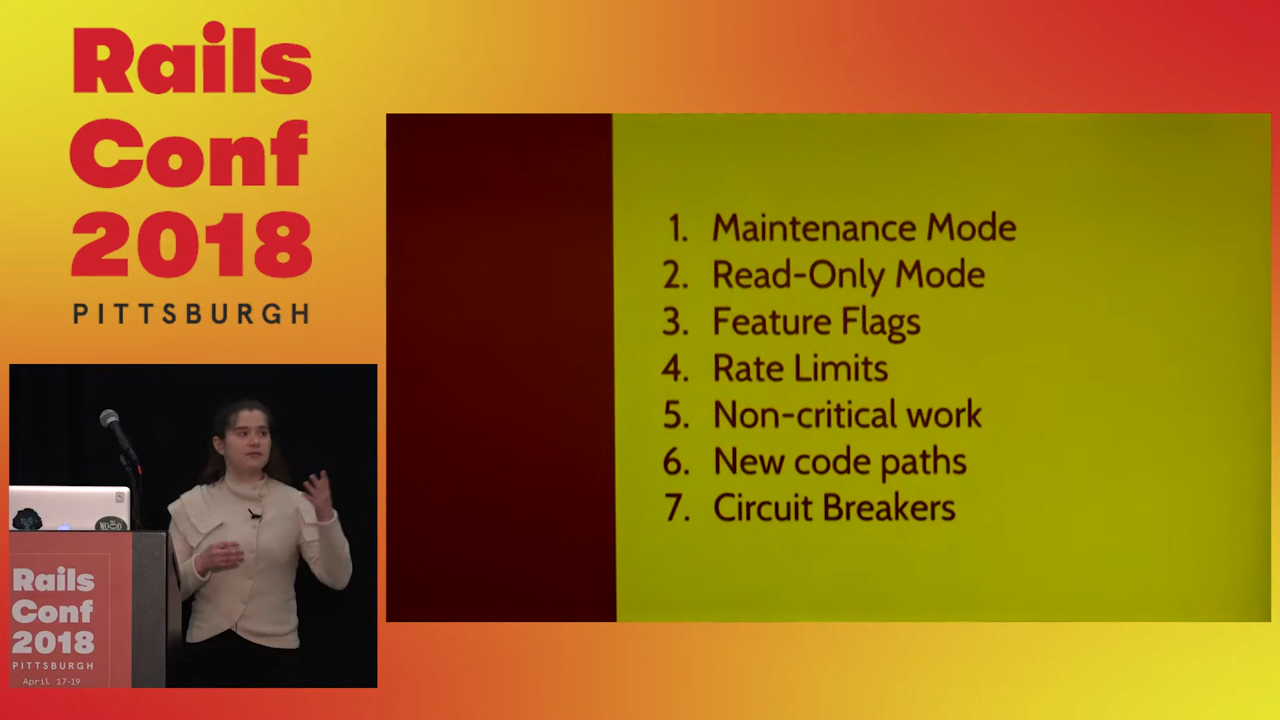 Rails
Conf
2018
PITTSBURGH
1. Maintenance Mode
2. Read-Only Mode
3. Feature Flags
4. Rate Limits
5. Non-critical work
6. New code paths
7. Circuit Breakers
Rails
Conf
2018
PITTSBURGH
April 17-19